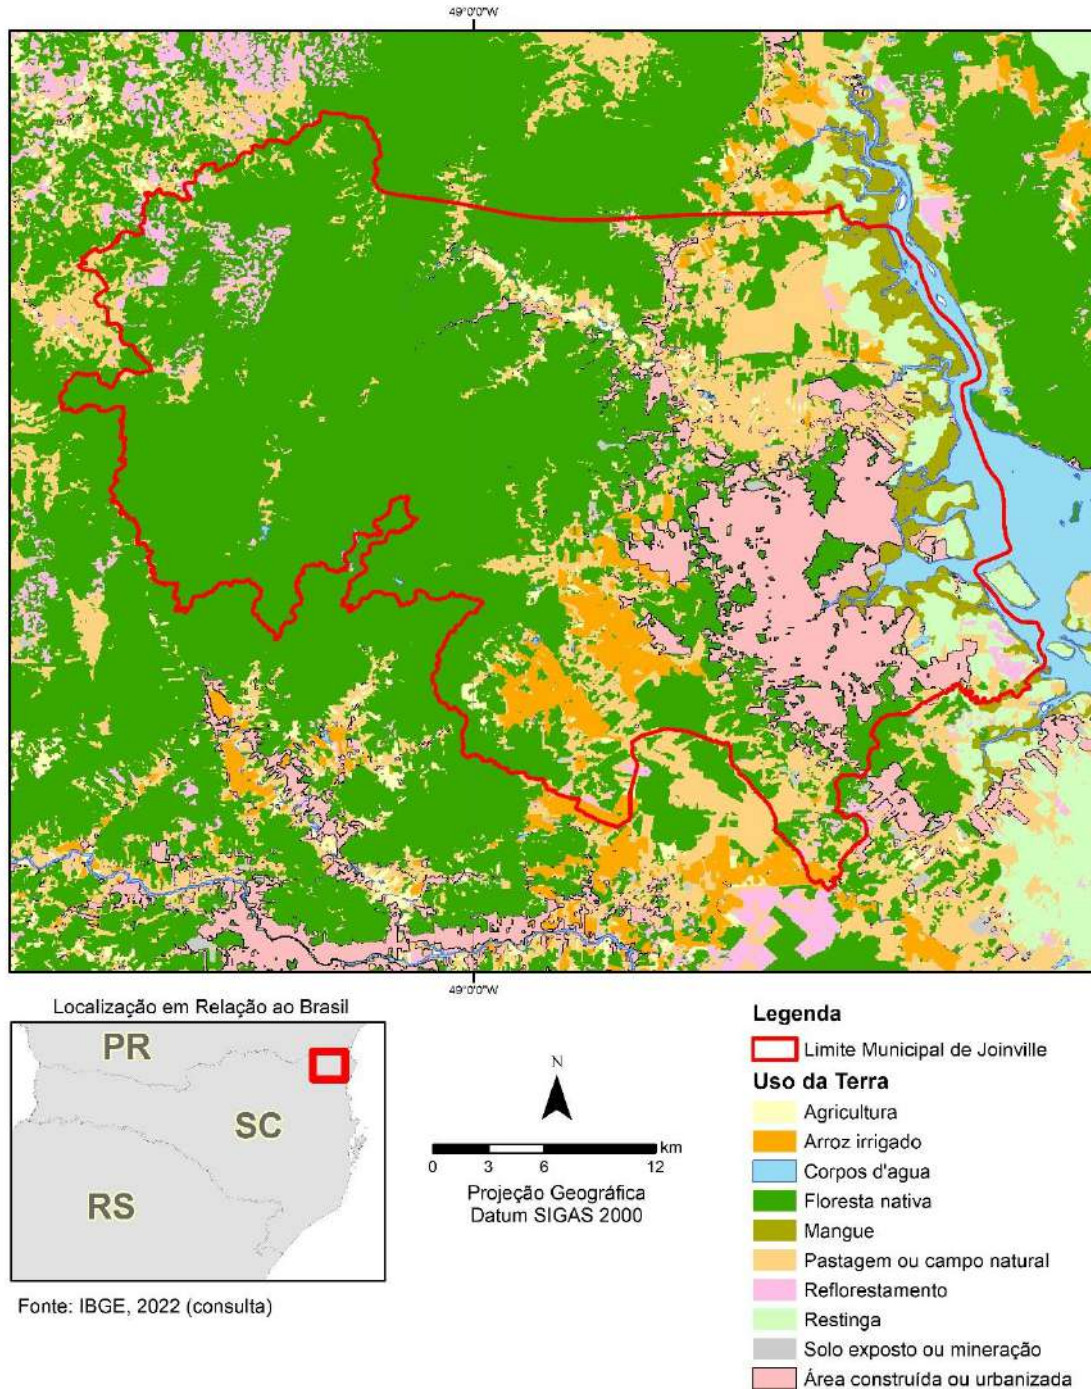 49°0'0"W
49°0'0"W
Localização em Relação ao Brasil
PR
SC
RS
Fonte: IBGE, 2022 (consulta)
N
km
0 3 6 12
Projeção Geográfica
Datum SIGAS 2000
Legenda
Limite Municipal de Joinville
Uso da Terra
Agricultura
Arroz irrigado
Corpos d'agua
Floresta nativa
Mangue
Pastagem ou campo natural
Reflorestamento
Restinga
Solo exposto ou mineração
Área construída ou urbanizada